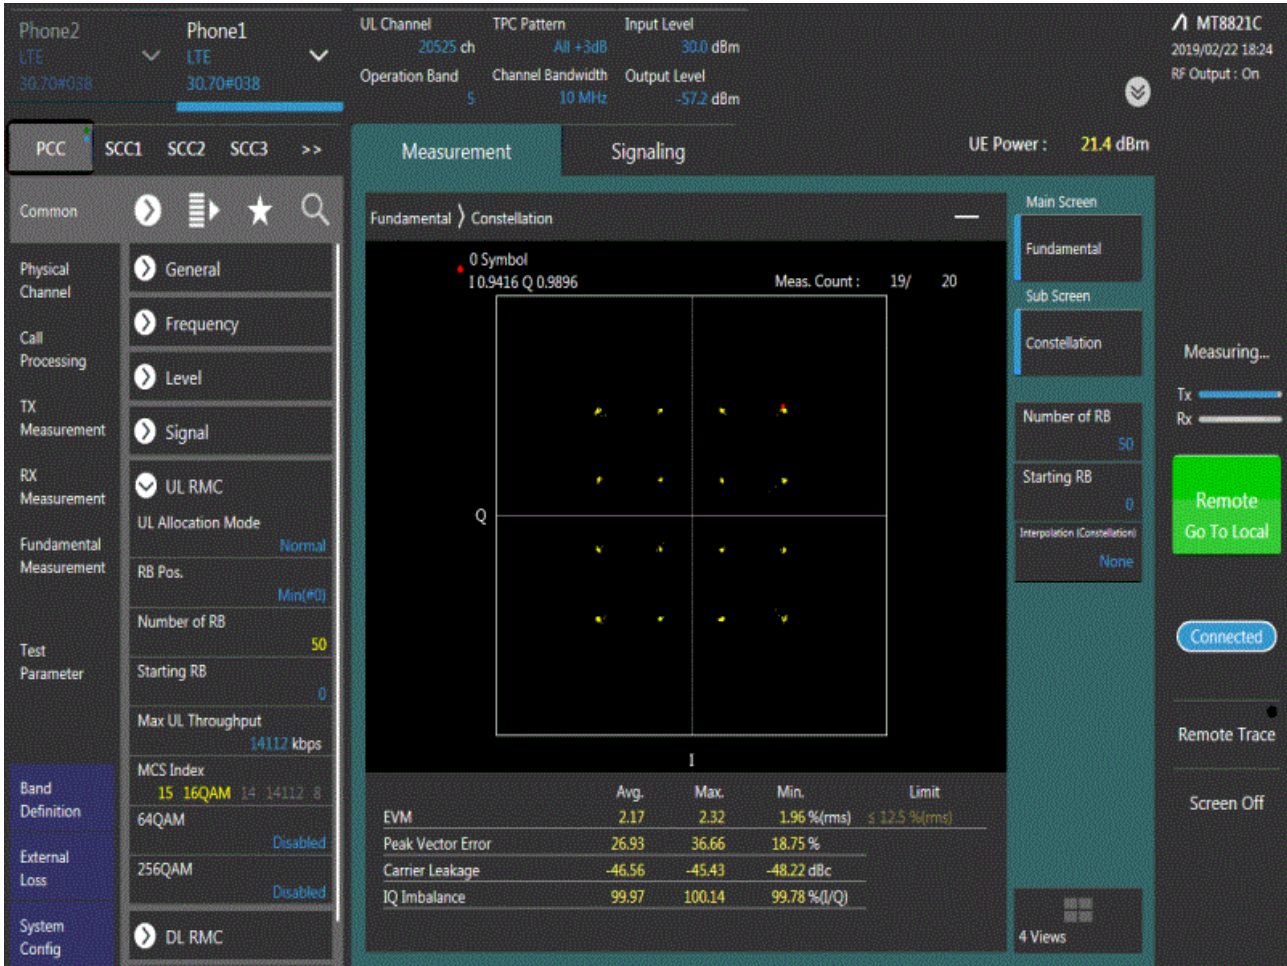 Phone2
LTE
30.70#038
Phone1
LTE
30.70#038
UL Channel
20525 ch
TPC Pattern
All +3dB
Input Level
30.0 dBm
Operation Band
5
Channel Bandwidth
10 MHz
Output Level
-57.2 dBm
MT8821C
2019/02/22 18:24
RF Output : On
PCC SCC1 SCC2 SCC3 >>
Measurement
Signaling
UE Power : 21.4 dBm
Common
Physical
Channel
Call
Processing
TX
Measurement
RX
Measurement
Fundamental
Measurement
Test
Parameter
Band
Definition
External
Loss
System
Config
General
Frequency
Level
Signal
UL RMC
UL Allocation Mode
Normal
RB Pos.
Min(#0)
Number of RB
50
Starting RB
0
Max UL Throughput
14112 kbps
MCS Index
15 16QAM 14 14112 8
64QAM
Disabled
256QAM
Disabled
DL RMC
Fundamental 〉 Constellation
0 Symbol
I 0.9416 Q 0.9896
Meas. Count : 19/ 20
Q
I
Avg. Max. Min. Limit
EVM 2.17 2.32 1.96 %(rms) ≤ 12.5 %(rms)
Peak Vector Error 26.93 36.66 18.75 %
Carrier Leakage -46.56 -45.43 -48.22 dBc
IQ Imbalance 99.97 100.14 99.78 %(I/Q)
Main Screen
Fundamental
Sub Screen
Constellation
Number of RB
50
Starting RB
0
Interpolation (Constellation)
None
4 Views
Measuring...
Tx
Rx
Remote
Go To Local
Connected
Remote Trace
Screen Off